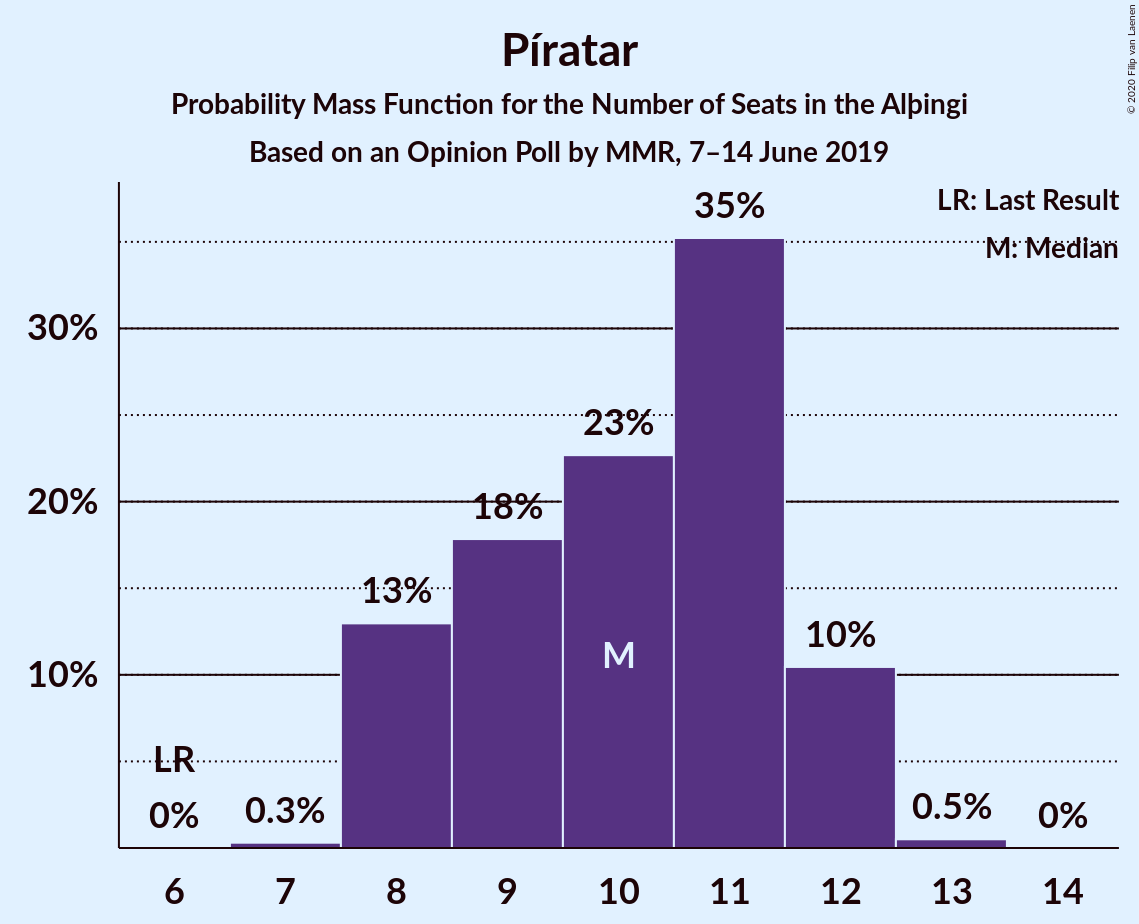 Píratar
Probability Mass Function for the Number of Seats in the Alþingi
Based on an Opinion Poll by MMR, 7–14 June 2019
© 2020 Filip van Laenen
LR: Last Result
M: Median
35%
30%
23%
20%
18%
13%
10%
10%
M
LR
0%
0.3%
0.5%
0%
6 7 8 9 10 11 12 13 14